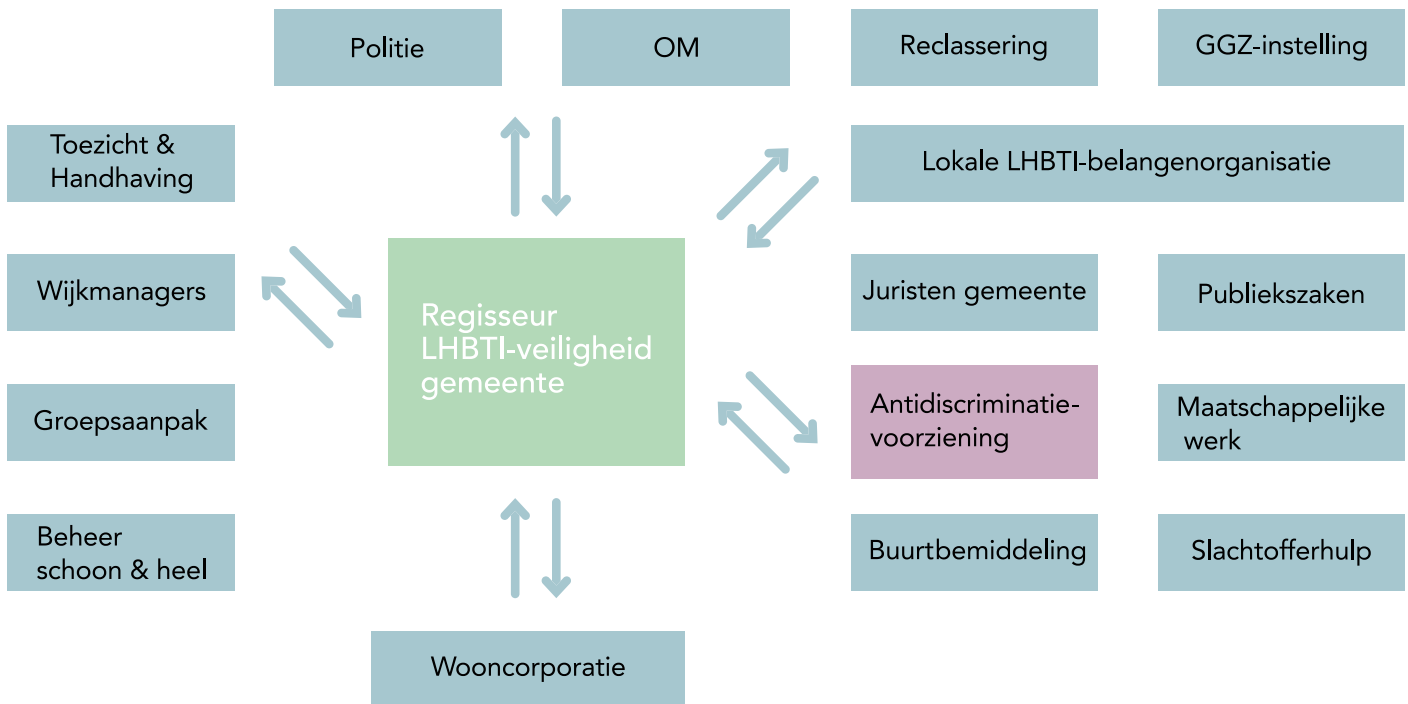 Politie
OM
Reclassering
GGZ-instelling
Toezicht &
Handhaving
Lokale LHBTI-belangenorganisatie
Wijkmanagers
Regisseur
LHBTI-veiligheid
gemeente
Juristen gemeente
Publiekszaken
Groepsaanpak
Antidiscriminatie-
voorziening
Maatschappelijke
werk
Beheer
schoon & heel
Buurtbemiddeling
Slachtofferhulp
Wooncorporatie